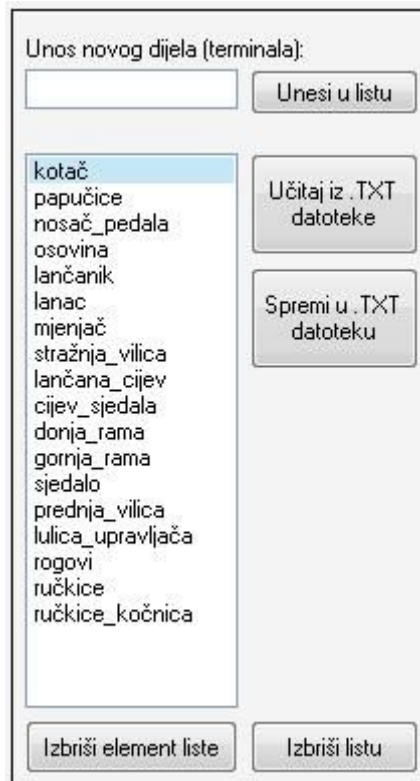 Unos novog dijela (terminala):
Unesi u listu
kotač
papučice
nosač_pedala
osovina
lančanik
lanac
mjenjač
stražnja_vilica
lančana_cijev
cijev_sjedala
donja_rama
gornja_rama
sjedalo
prednja_vilica
lulica_upravljača
rogovi
ručkice
ručkice_kočnica
Učitaj iz .TXT
datoteke
Spremi u .TXT
datoteku
Izbriši element liste
Izbriši listu